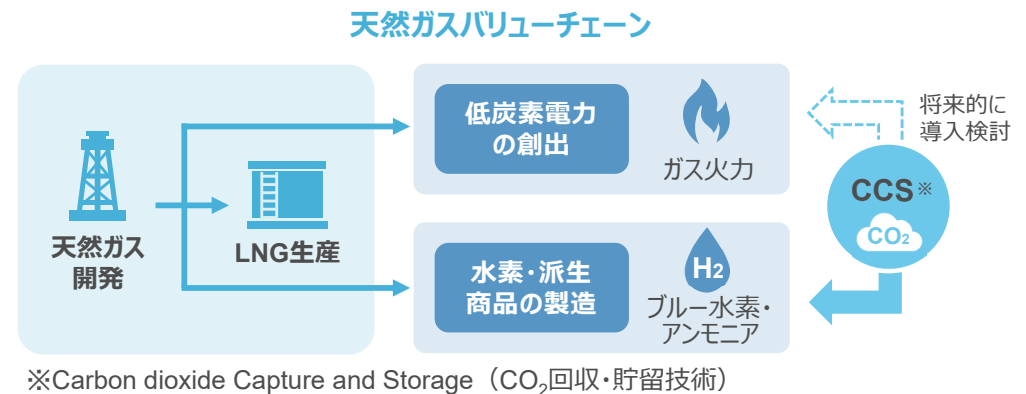 天然ガスバリューチェーン
天然ガス
開発
LNG生産
低炭素電力
の創出
ガス火力
水素・派生
商品の製造
H2
ブルー水素・
アンモニア
将来的に
導入検討
CCS※
CO2
※Carbon dioxide Capture and Storage（CO2回収・貯留技術）